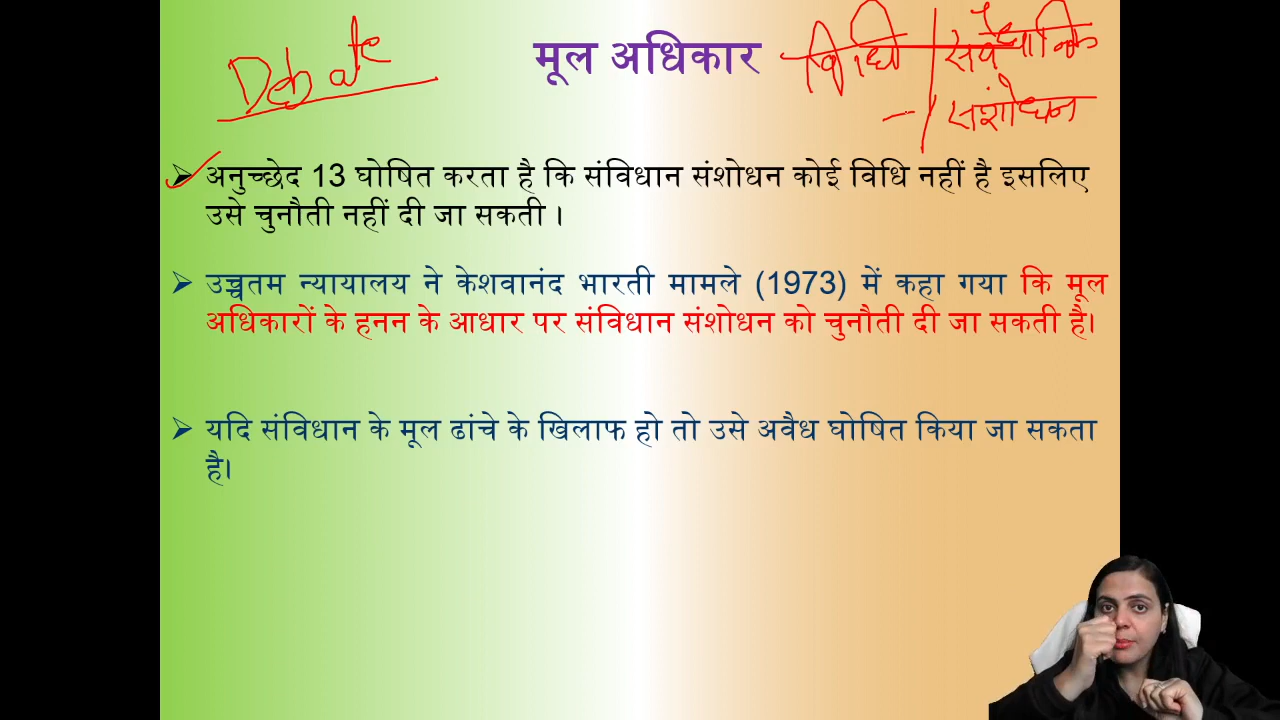 Debate
मूल अधिकार
विधि / संवैधानिक
संशोधन
अनुच्छेद 13 घोषित करता है कि संविधान संशोधन कोई विधि नहीं है इसलिए
उसे चुनौती नहीं दी जा सकती ।
उच्चतम न्यायालय ने केशवानंद भारती मामले (1973) में कहा गया कि मूल
अधिकारों के हनन के आधार पर संविधान संशोधन को चुनौती दी जा सकती है।
यदि संविधान के मूल ढांचे के खिलाफ हो तो उसे अवैध घोषित किया जा सकता
है।